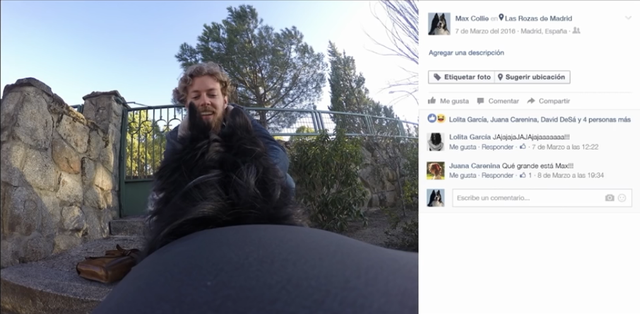 Max Collie en Las Rozas de Madrid
7 de Marzo del 2016 · Madrid, España ·
Agregar una descripción
Etiquetar foto Sugerir ubicación
Me gusta Comentar Compartir
Lolita García, Juana Carenina, David DeSá y 4 personas más
Lolita García JAjajajaJAJAjajaaaaaaa!!!
Me gusta · Responder · 1 · 7 de Marzo a las 12:22
Juana Carenina Qué grande está Max!!!
Me gusta · Responder · 1 · 8 de Marzo a las 19:34
Escribe un comentario...